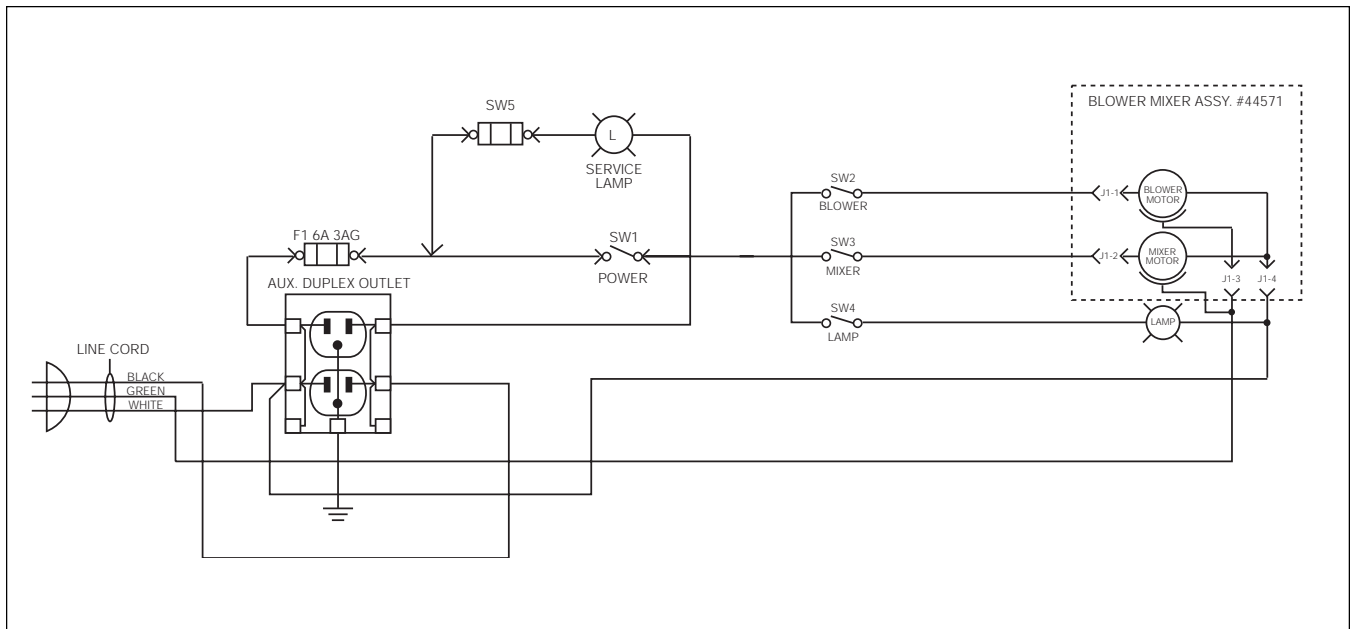 BLOWER MIXER ASSY. #44571
SW5
L
SERVICE
LAMP
SW2
BLOWER
J1-1
BLOWER
MOTOR
F1 6A 3AG
SW1
POWER
SW3
MIXER
J1-2
MIXER
MOTOR
J1-3
J1-4
AUX. DUPLEX OUTLET
SW4
LAMP
LAMP
LINE CORD
BLACK
GREEN
WHITE